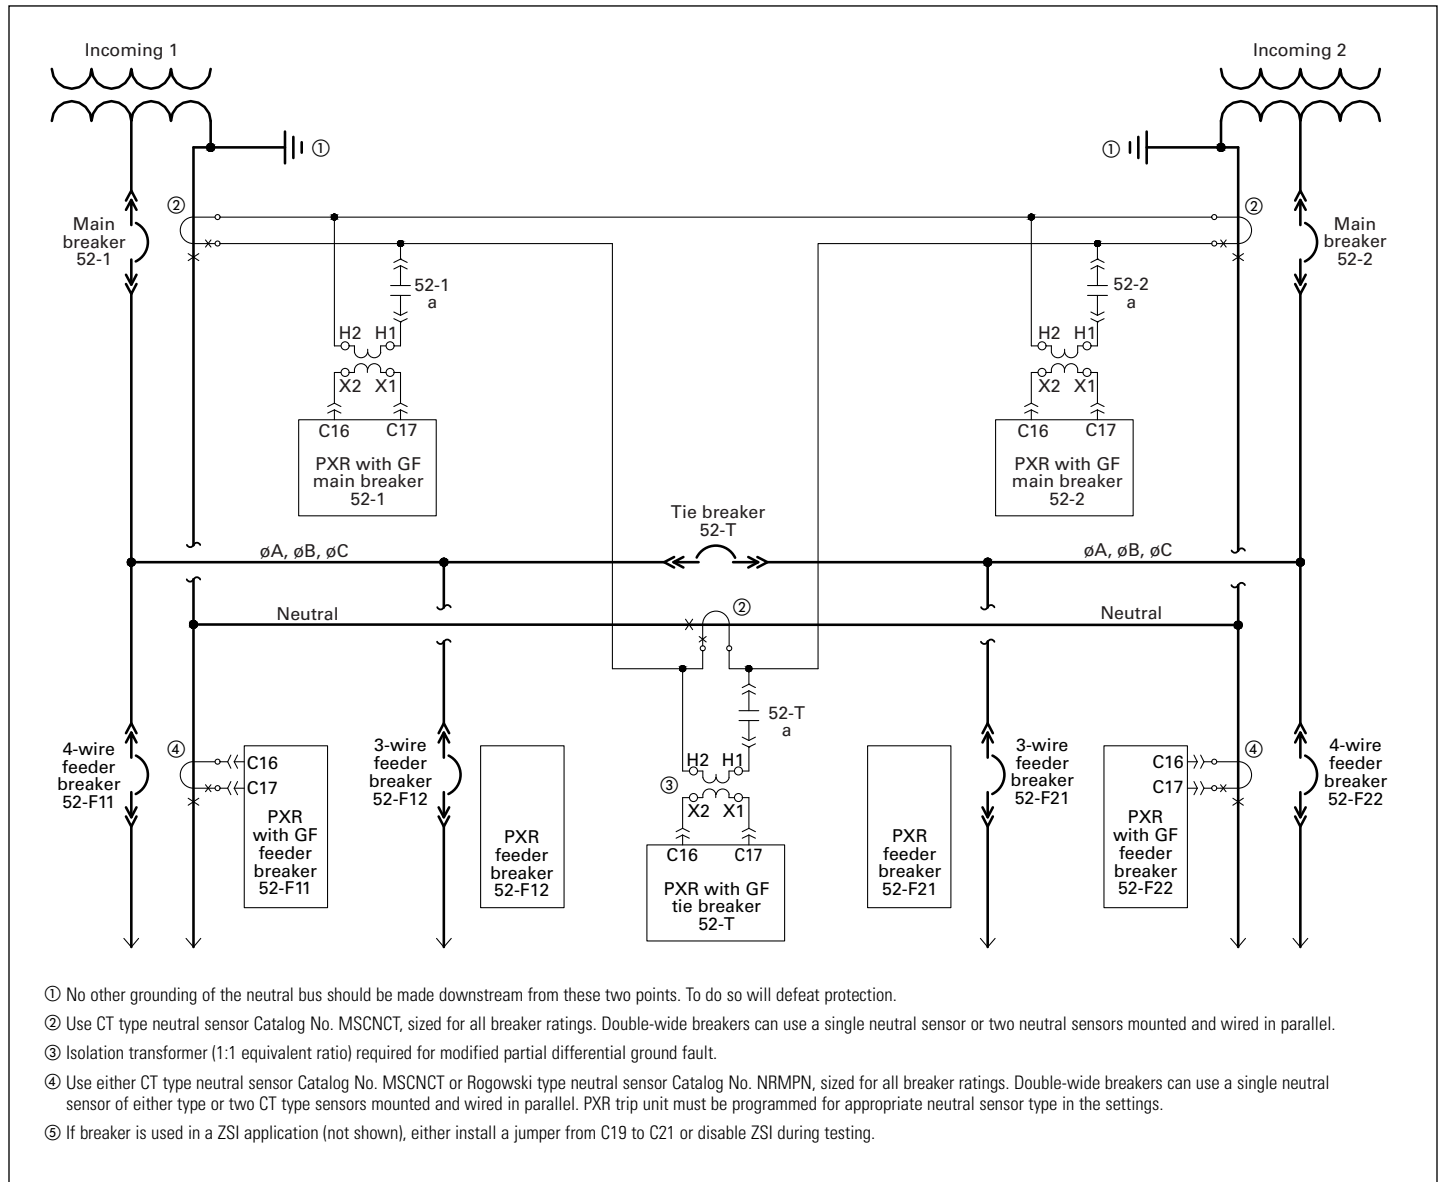 Incoming 1
Incoming 2
①
①
②
②
Main
breaker
52-1
Main
breaker
52-2
52-1
a
52-2
a
H2 H1
X2 X1
H2 H1
X2 X1
C16 C17
PXR with GF
main breaker
52-1
C16 C17
PXR with GF
main breaker
52-2
Tie breaker
52-T
øA, øB, øC
øA, øB, øC
②
Neutral
Neutral
52-T
a
4-wire
feeder
breaker
52-F11
④
C16
C17
PXR
with GF
feeder
breaker
52-F11
3-wire
feeder
breaker
52-F12
PXR
feeder
breaker
52-F12
H2 H1
③
X2 X1
C16 C17
PXR with GF
tie breaker
52-T
PXR
feeder
breaker
52-F21
3-wire
feeder
breaker
52-F21
C16
C17
PXR
with GF
feeder
breaker
52-F22
④
4-wire
feeder
breaker
52-F22
① No other grounding of the neutral bus should be made downstream from these two points. To do so will defeat protection.
② Use CT type neutral sensor Catalog No. MSCNCT, sized for all breaker ratings. Double-wide breakers can use a single neutral sensor or two neutral sensors mounted and wired in parallel.
③ Isolation transformer (1:1 equivalent ratio) required for modified partial differential ground fault.
④ Use either CT type neutral sensor Catalog No. MSCNCT or Rogowski type neutral sensor Catalog No. NRMPN, sized for all breaker ratings. Double-wide breakers can use a single neutral
sensor of either type or two CT type sensors mounted and wired in parallel. PXR trip unit must be programmed for appropriate neutral sensor type in the settings.
⑤ If breaker is used in a ZSI application (not shown), either install a jumper from C19 to C21 or disable ZSI during testing.